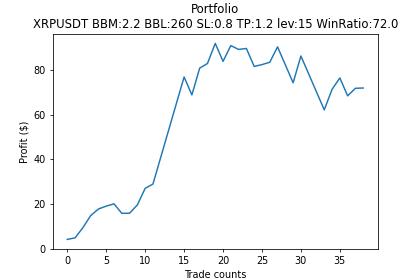 Portfolio
XRPUSDT BBM:2.2 BBL:260 SL:0.8 TP:1.2 lev:15 WinRatio:72.0
80
60
40
20
0
Profit ($)
0 5 10 15 20 25 30 35
Trade counts